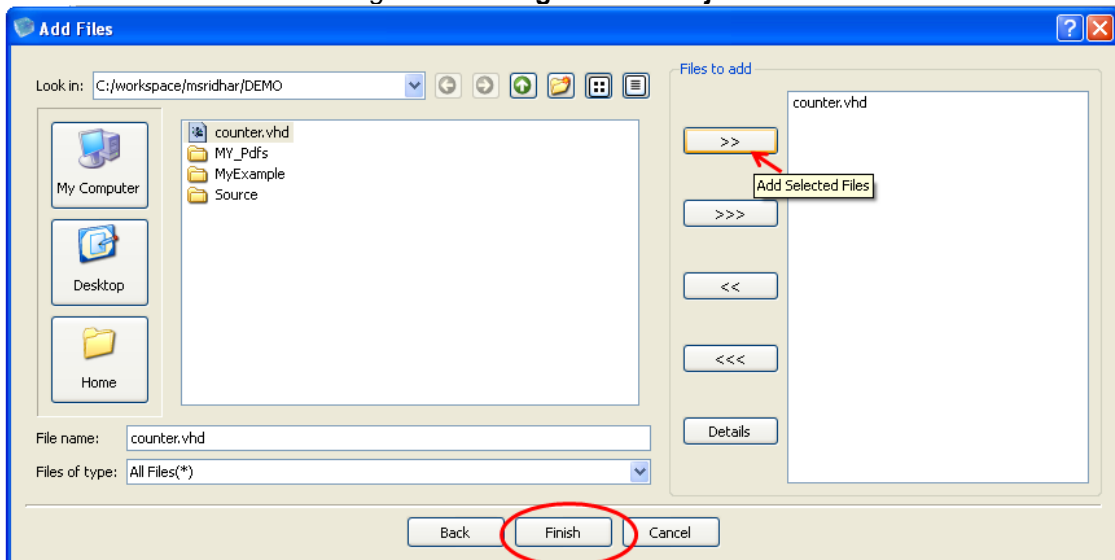 Add Files
Look in: C:/workspace/msridhar/DEMO
Files to add
My Computer
Desktop
Home
counter.vhd
MY_Pdfs
MyExample
Source
>>
Add Selected Files
>>>
<<
<<<
Details
counter.vhd
File name: counter.vhd
Files of type: All Files(*)
Back Finish Cancel